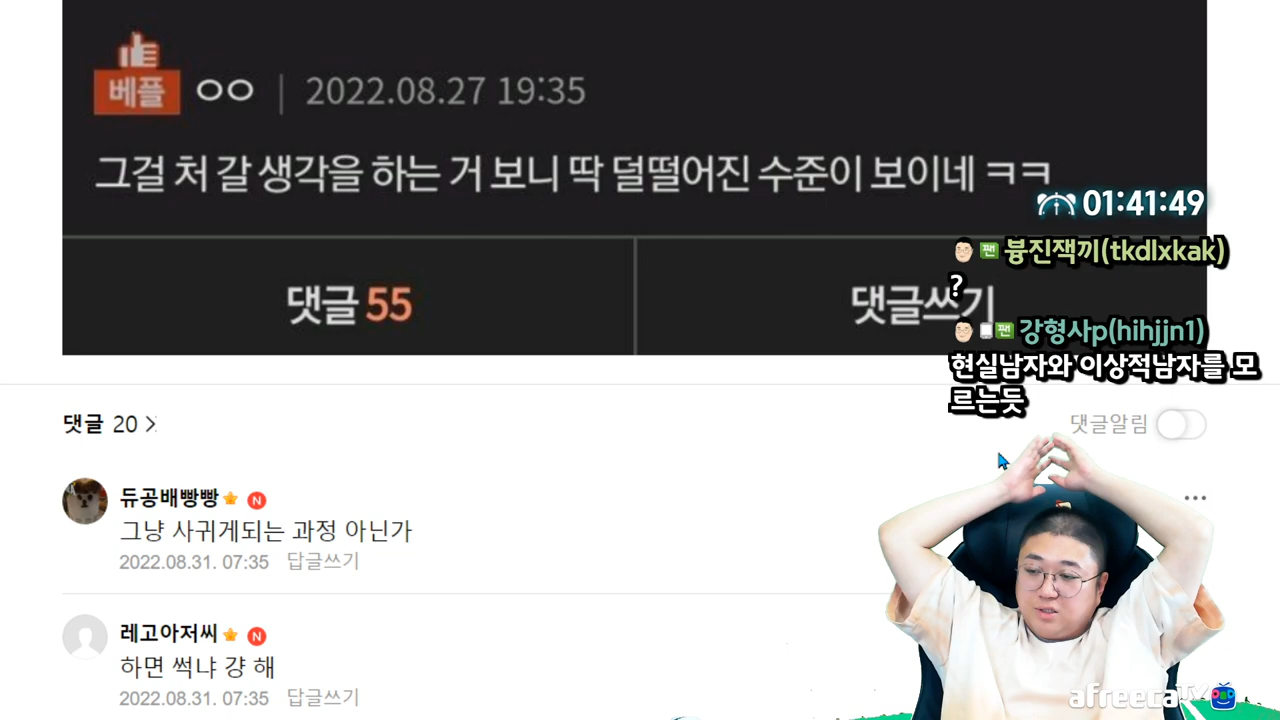 베플 ㅇㅇ | 2022.08.27 19:35
그걸 처 갈 생각을 하는 거 보니 딱 덜떨어진 수준이 보이네 ㅋㅋ
댓글 55
댓글쓰기
01:41:49
팬 븅진잭끼(tkdlxkak)
?
팬 강형사p(hihjjn1)
현실남자와 이상적남자를 모
르는듯
댓글 20 >
댓글알림
듀공배빵빵 N
그냥 사귀게되는 과정 아닌가
2022.08.31. 07:35 답글쓰기
레고아저씨 N
하면 썩냐 걍 해
2022.08.31. 07:35 답글쓰기
afreecaTV